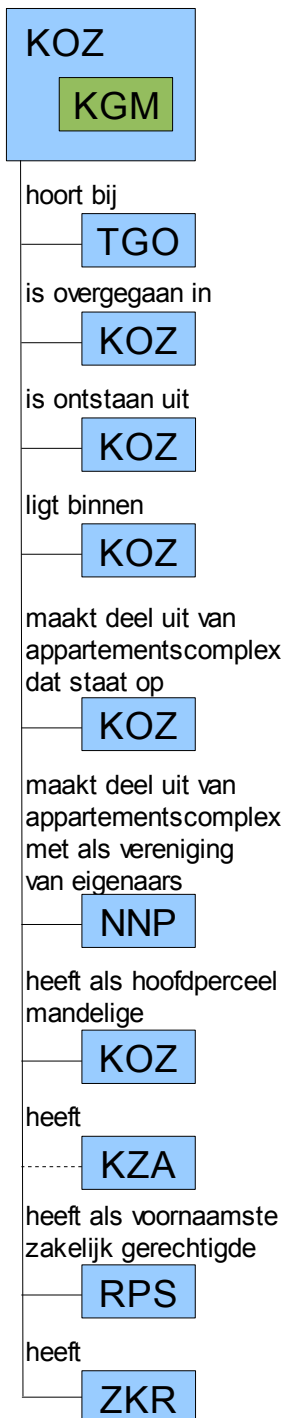 KOZ
KGM
hoort bij
TGO
is overgegaan in
KOZ
is ontstaan uit
KOZ
ligt binnen
KOZ
maakt deel uit van
appartementscomplex
dat staat op
KOZ
maakt deel uit van
appartementscomplex
met als vereniging
van eigenaars
NNP
heeft als hoofdperceel
mandelige
KOZ
heeft
KZA
heeft als voornaamste
zakelijk gerechtigde
RPS
heeft
ZKR